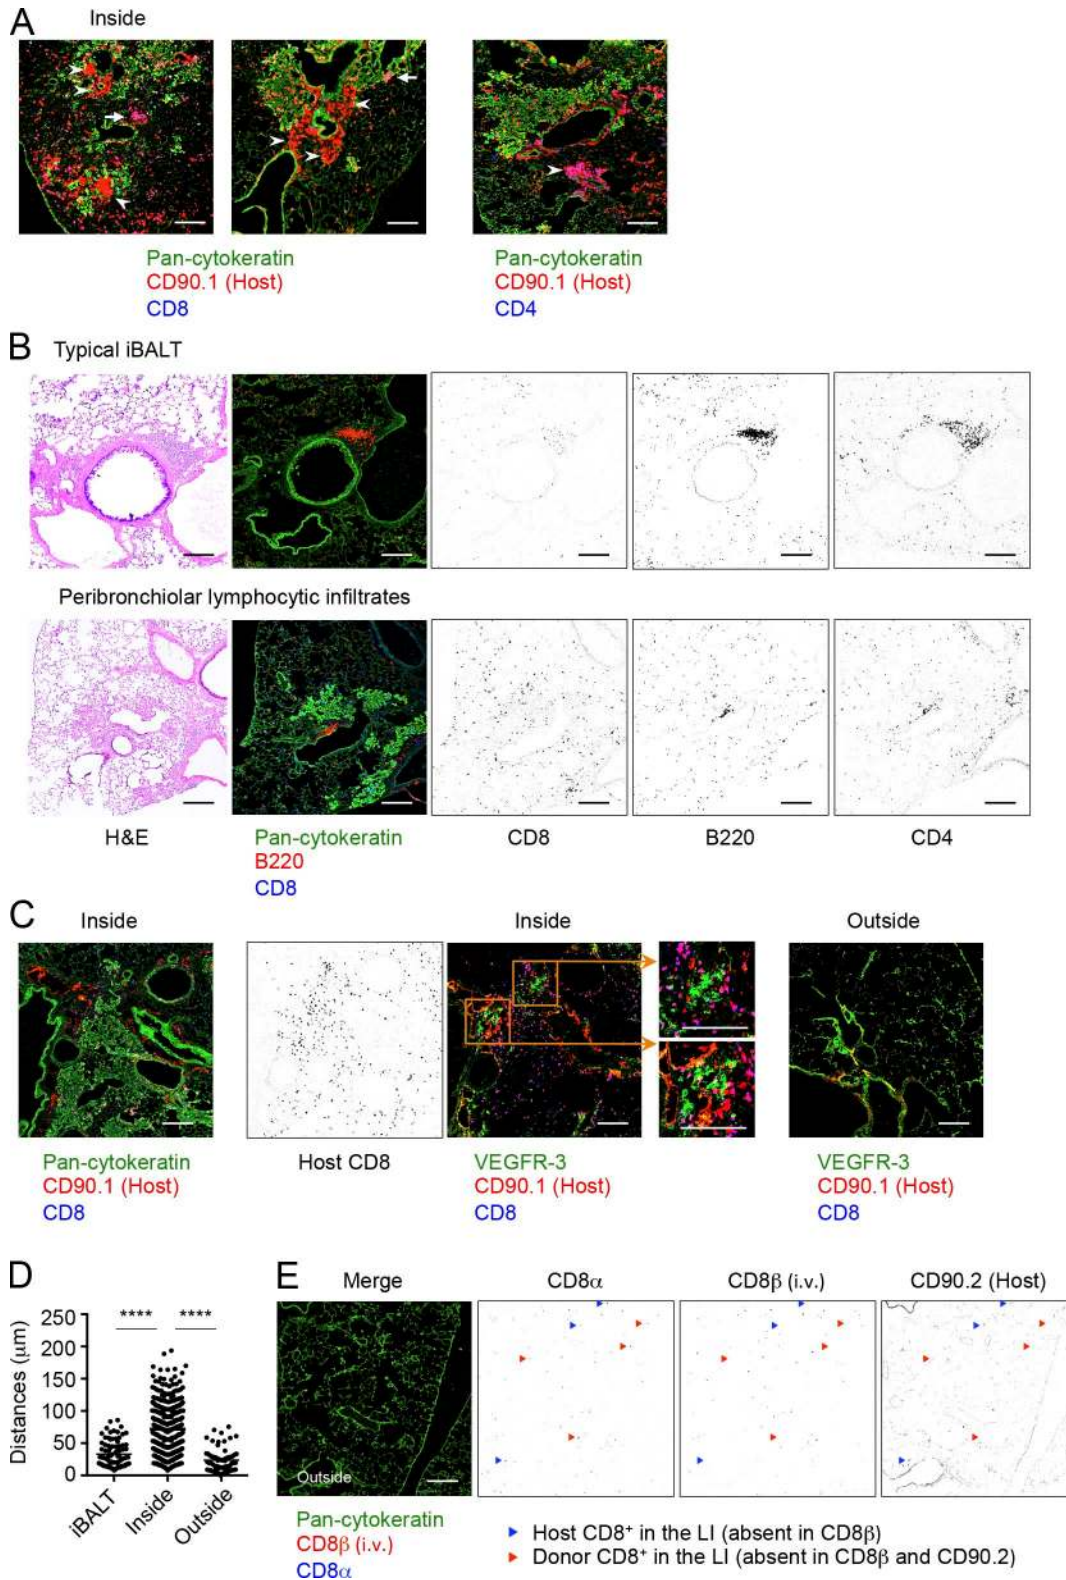 A
Inside
Pan-cytokeratin
CD90.1 (Host)
CD8
Pan-cytokeratin
CD90.1 (Host)
CD4
B
Typical iBALT
Peribronchiolar lymphocytic infiltrates
H&E
Pan-cytokeratin
B220
CD8
CD8
B220
CD4
C
Inside
Inside
Outside
Pan-cytokeratin
CD90.1 (Host)
CD8
Host CD8
VEGFR-3
CD90.1 (Host)
CD8
VEGFR-3
CD90.1 (Host)
CD8
D
Distances (μm)
250
200
150
100
50
0
**** ****
iBALT
Inside
Outside
E
Merge
CD8α
CD8β (i.v.)
CD90.2 (Host)
Outside
Pan-cytokeratin
CD8β (i.v.)
CD8α
Host CD8⁺ in the LI (absent in CD8β)
Donor CD8⁺ in the LI (absent in CD8β and CD90.2)